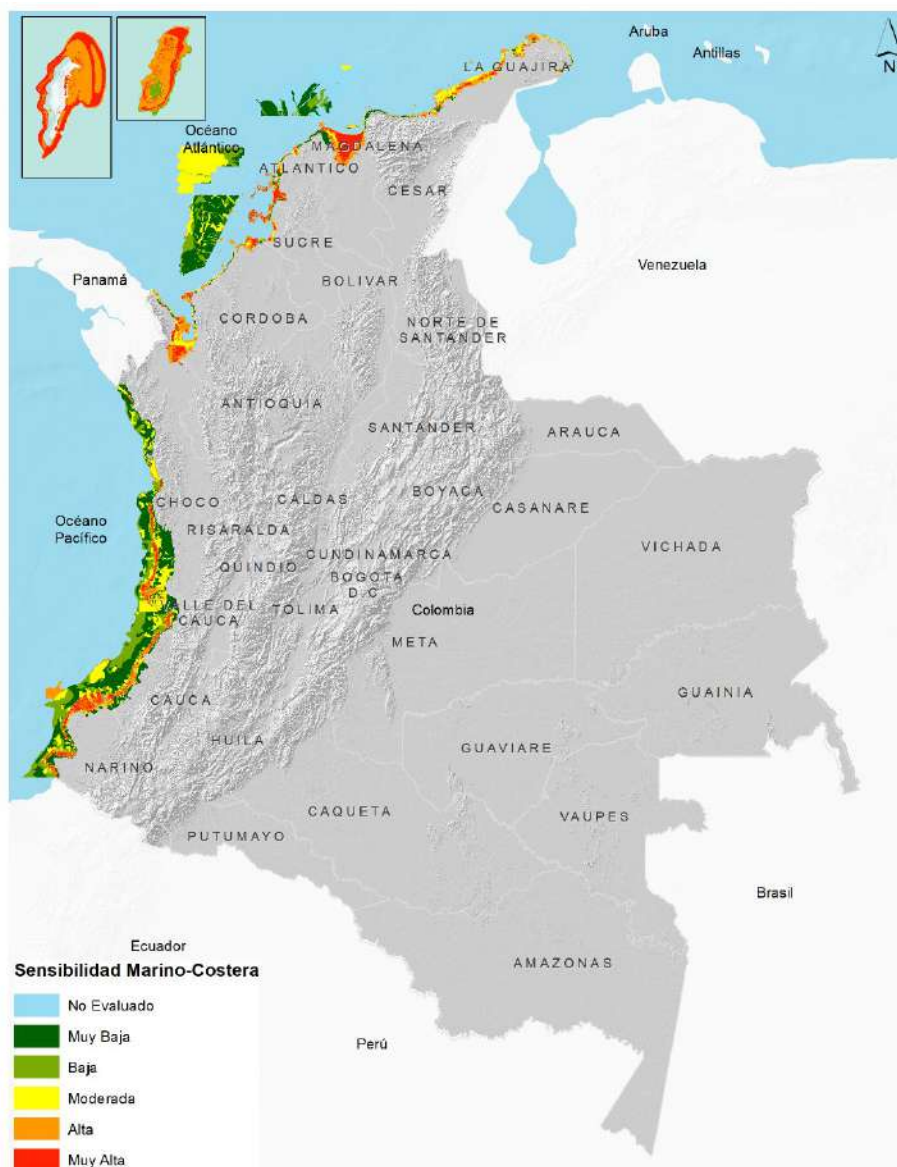 Aruba
Antillas
N
LA GUAJIRA
Océano
Atlántico
MAGDALENA
ATLANTICO
CESAR
SUCRE
Venezuela
Panamá
BOLIVAR
CORDOBA
NORTE DE
SANTANDER
ANTIOQUIA
SANTANDER
ARAUCA
BOYACA
CHOCO
CALDAS
CASANARE
Océano
Pacífico
RISARALDA
VICHADA
CUNDINAMARCA
QUINDIO
BOGOTA
D.C
TOLIMA
Colombia
ALLE DEL
CAUCA
META
GUAINIA
CAUCA
HUILA
GUAVIARE
NARINO
CAQUETA
VAUPES
PUTUMAYO
Brasil
Ecuador
AMAZONAS
Perú
Sensibilidad Marino-Costera
No Evaluado
Muy Baja
Baja
Moderada
Alta
Muy Alta